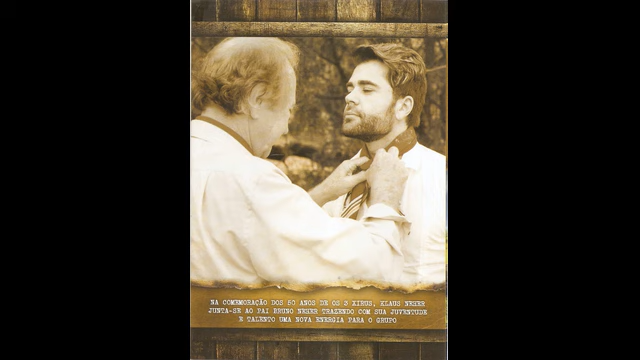 NA COMEMORAÇÃO DOS 50 ANOS DE OS 3 XIRUS, KLAUS NEHER
JUNTA-SE AO PAI BRUNO NEHER TRAZENDO COM SUA JUVENTUDE
E TALENTO UMA NOVA ENERGIA PARA O GRUPO